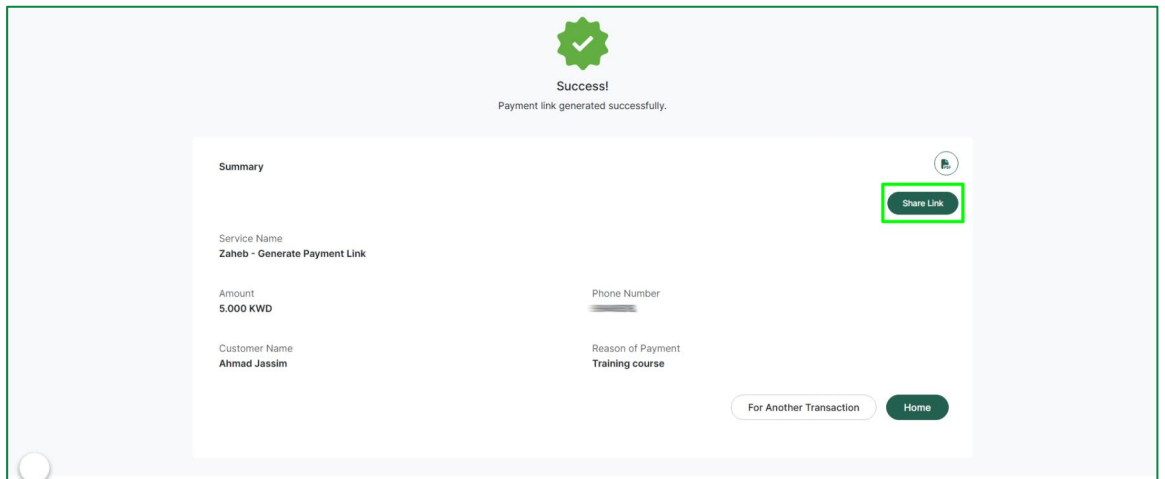 Success!
Payment link generated successfully.
Summary
PDF
Share Link
Service Name
Zaheb - Generate Payment Link
Amount
5.000 KWD
Phone Number
Customer Name
Ahmad Jassim
Reason of Payment
Training course
For Another Transaction
Home